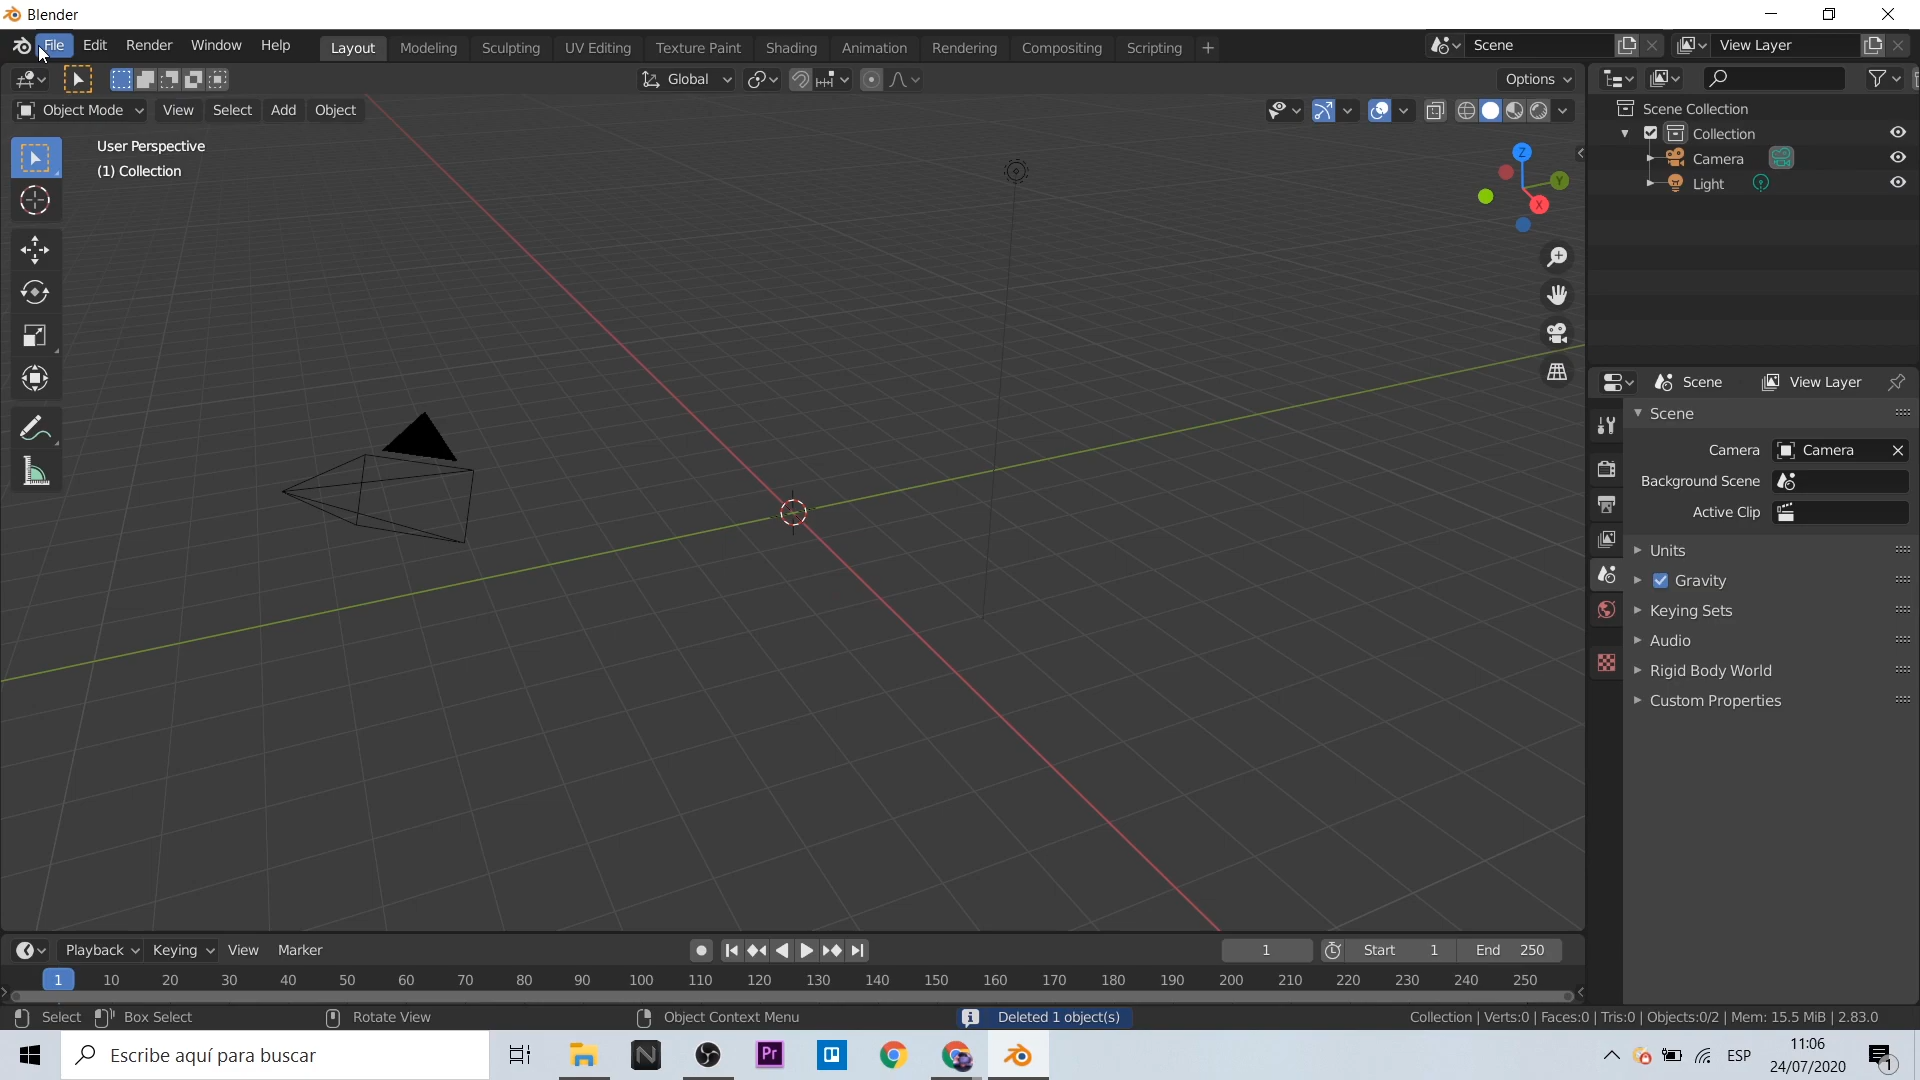 Blender
File Edit Render Window Help Layout Modeling Sculpting UV Editing Texture Paint Shading Animation Rendering Compositing Scripting + Scene View Layer
Global Options
Object Mode View Select Add Object
User Perspective
(1) Collection
Z
Y
X
Scene Collection
Collection
Camera
Light
Scene View Layer
Scene
Camera Camera
Background Scene
Active Clip
Units
Gravity
Keying Sets
Audio
Rigid Body World
Custom Properties
Playback Keying View Marker 1 Start 1 End 250
1 10 20 30 40 50 60 70 80 90 100 110 120 130 140 150 160 170 180 190 200 210 220 230 240 250
Select Box Select Rotate View Object Context Menu Deleted 1 object(s) Collection | Verts:0 | Faces:0 | Tris:0 | Objects:0/2 | Mem: 15.5 MiB | 2.83.0
Escribe aquí para buscar N Pr ESP 11:06
24/07/2020 1